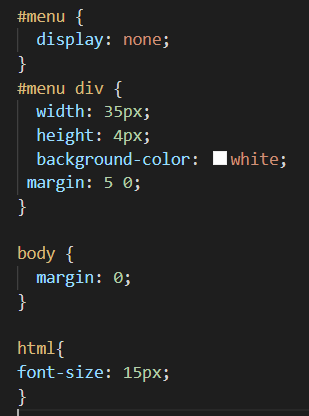 #menu {
  display: none;
}
#menu div {
  width: 35px;
  height: 4px;
  background-color: white;
 margin: 5 0;
}

body {
  margin: 0;
}

html{
font-size: 15px;
}